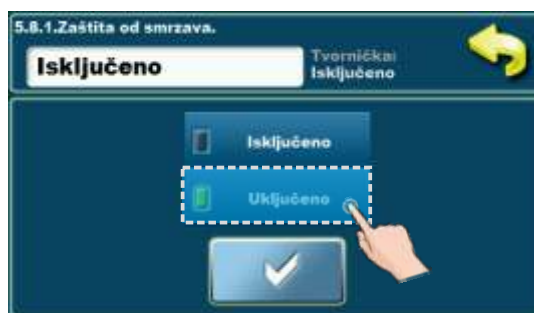 5.8.1.Zaštita od smrzava.
Isključeno
Tvornička:
Isključeno
Isključeno
Uključeno